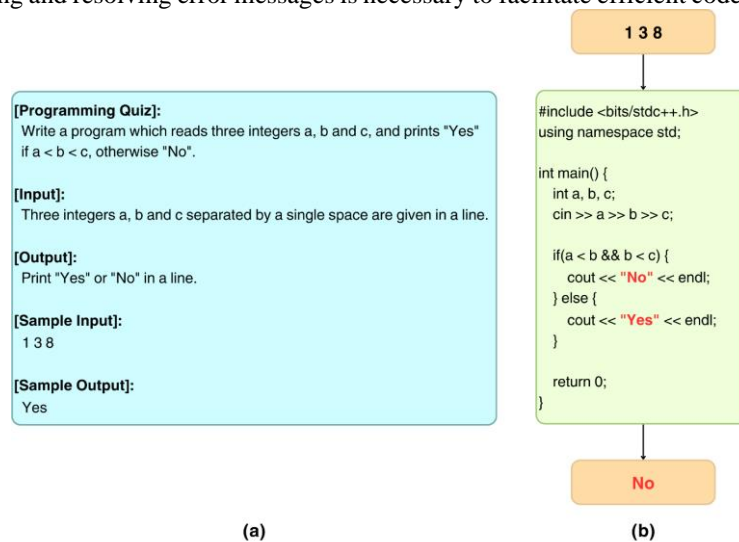 ng and resolving error messages is necessary to facilitate efficient code
[Programming Quiz]:
Write a program which reads three integers a, b and c, and prints "Yes"
if a < b < c, otherwise "No".
[Input]:
Three integers a, b and c separated by a single space are given in a line.
[Output]:
Print "Yes" or "No" in a line.
[Sample Input]:
1 3 8
[Sample Output]:
Yes
(a)
1 3 8
#include <bits/stdc++.h>
using namespace std;
int main() {
int a, b, c;
cin >> a >> b >> c;
if(a < b && b < c) {
cout << "No" << endl;
} else {
cout << "Yes" << endl;
}
return 0;
}
No
(b)